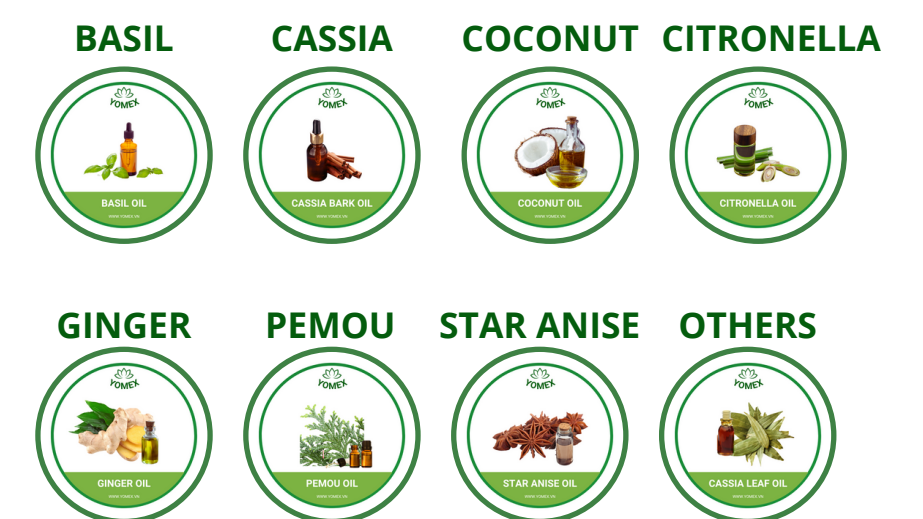 BASIL CASSIA COCONUT CITRONELLA
YOMEX YOMEX YOMEX YOMEX
BASIL OIL CASSIA BARK OIL COCONUT OIL CITRONELLA OIL
WWW.YOMEX.VN WWW.YOMEX.VN WWW.YOMEX.VN WWW.YOMEX.VN
GINGER PEMOU STAR ANISE OTHERS
YOMEX YOMEX YOMEX YOMEX
GINGER OIL PEMOU OIL STAR ANISE OIL CASSIA LEAF OIL
WWW.YOMEX.VN WWW.YOMEX.VN WWW.YOMEX.VN WWW.YOMEX.VN